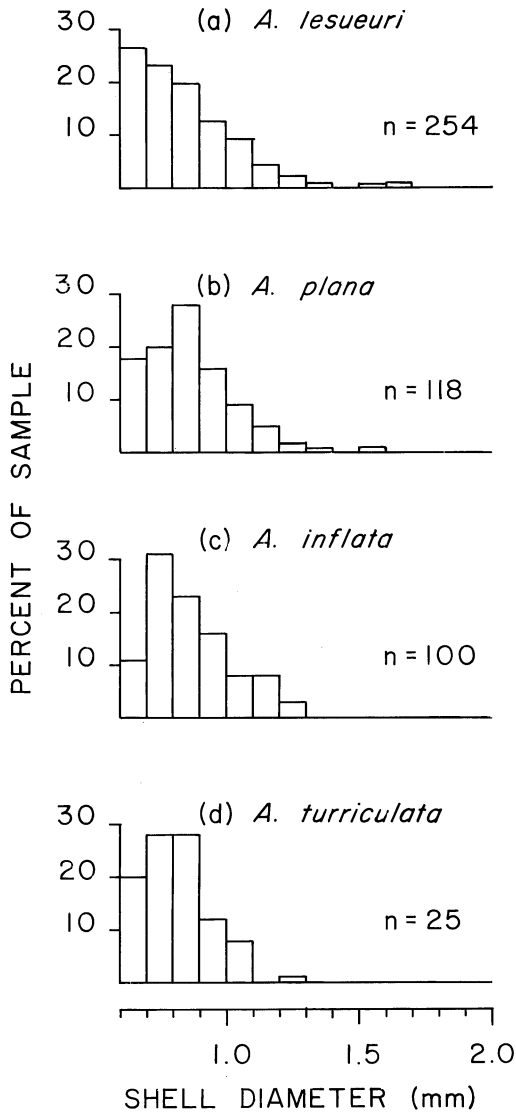 (a) A. lesueuri
30
20
10
n = 254
(b) A. plana
30
20
10
n = 118
(c) A. inflata
30
20
10
n = 100
(d) A. turriculata
30
20
10
n = 25
PERCENT OF SAMPLE
1.0 1.5 2.0
SHELL DIAMETER (mm)